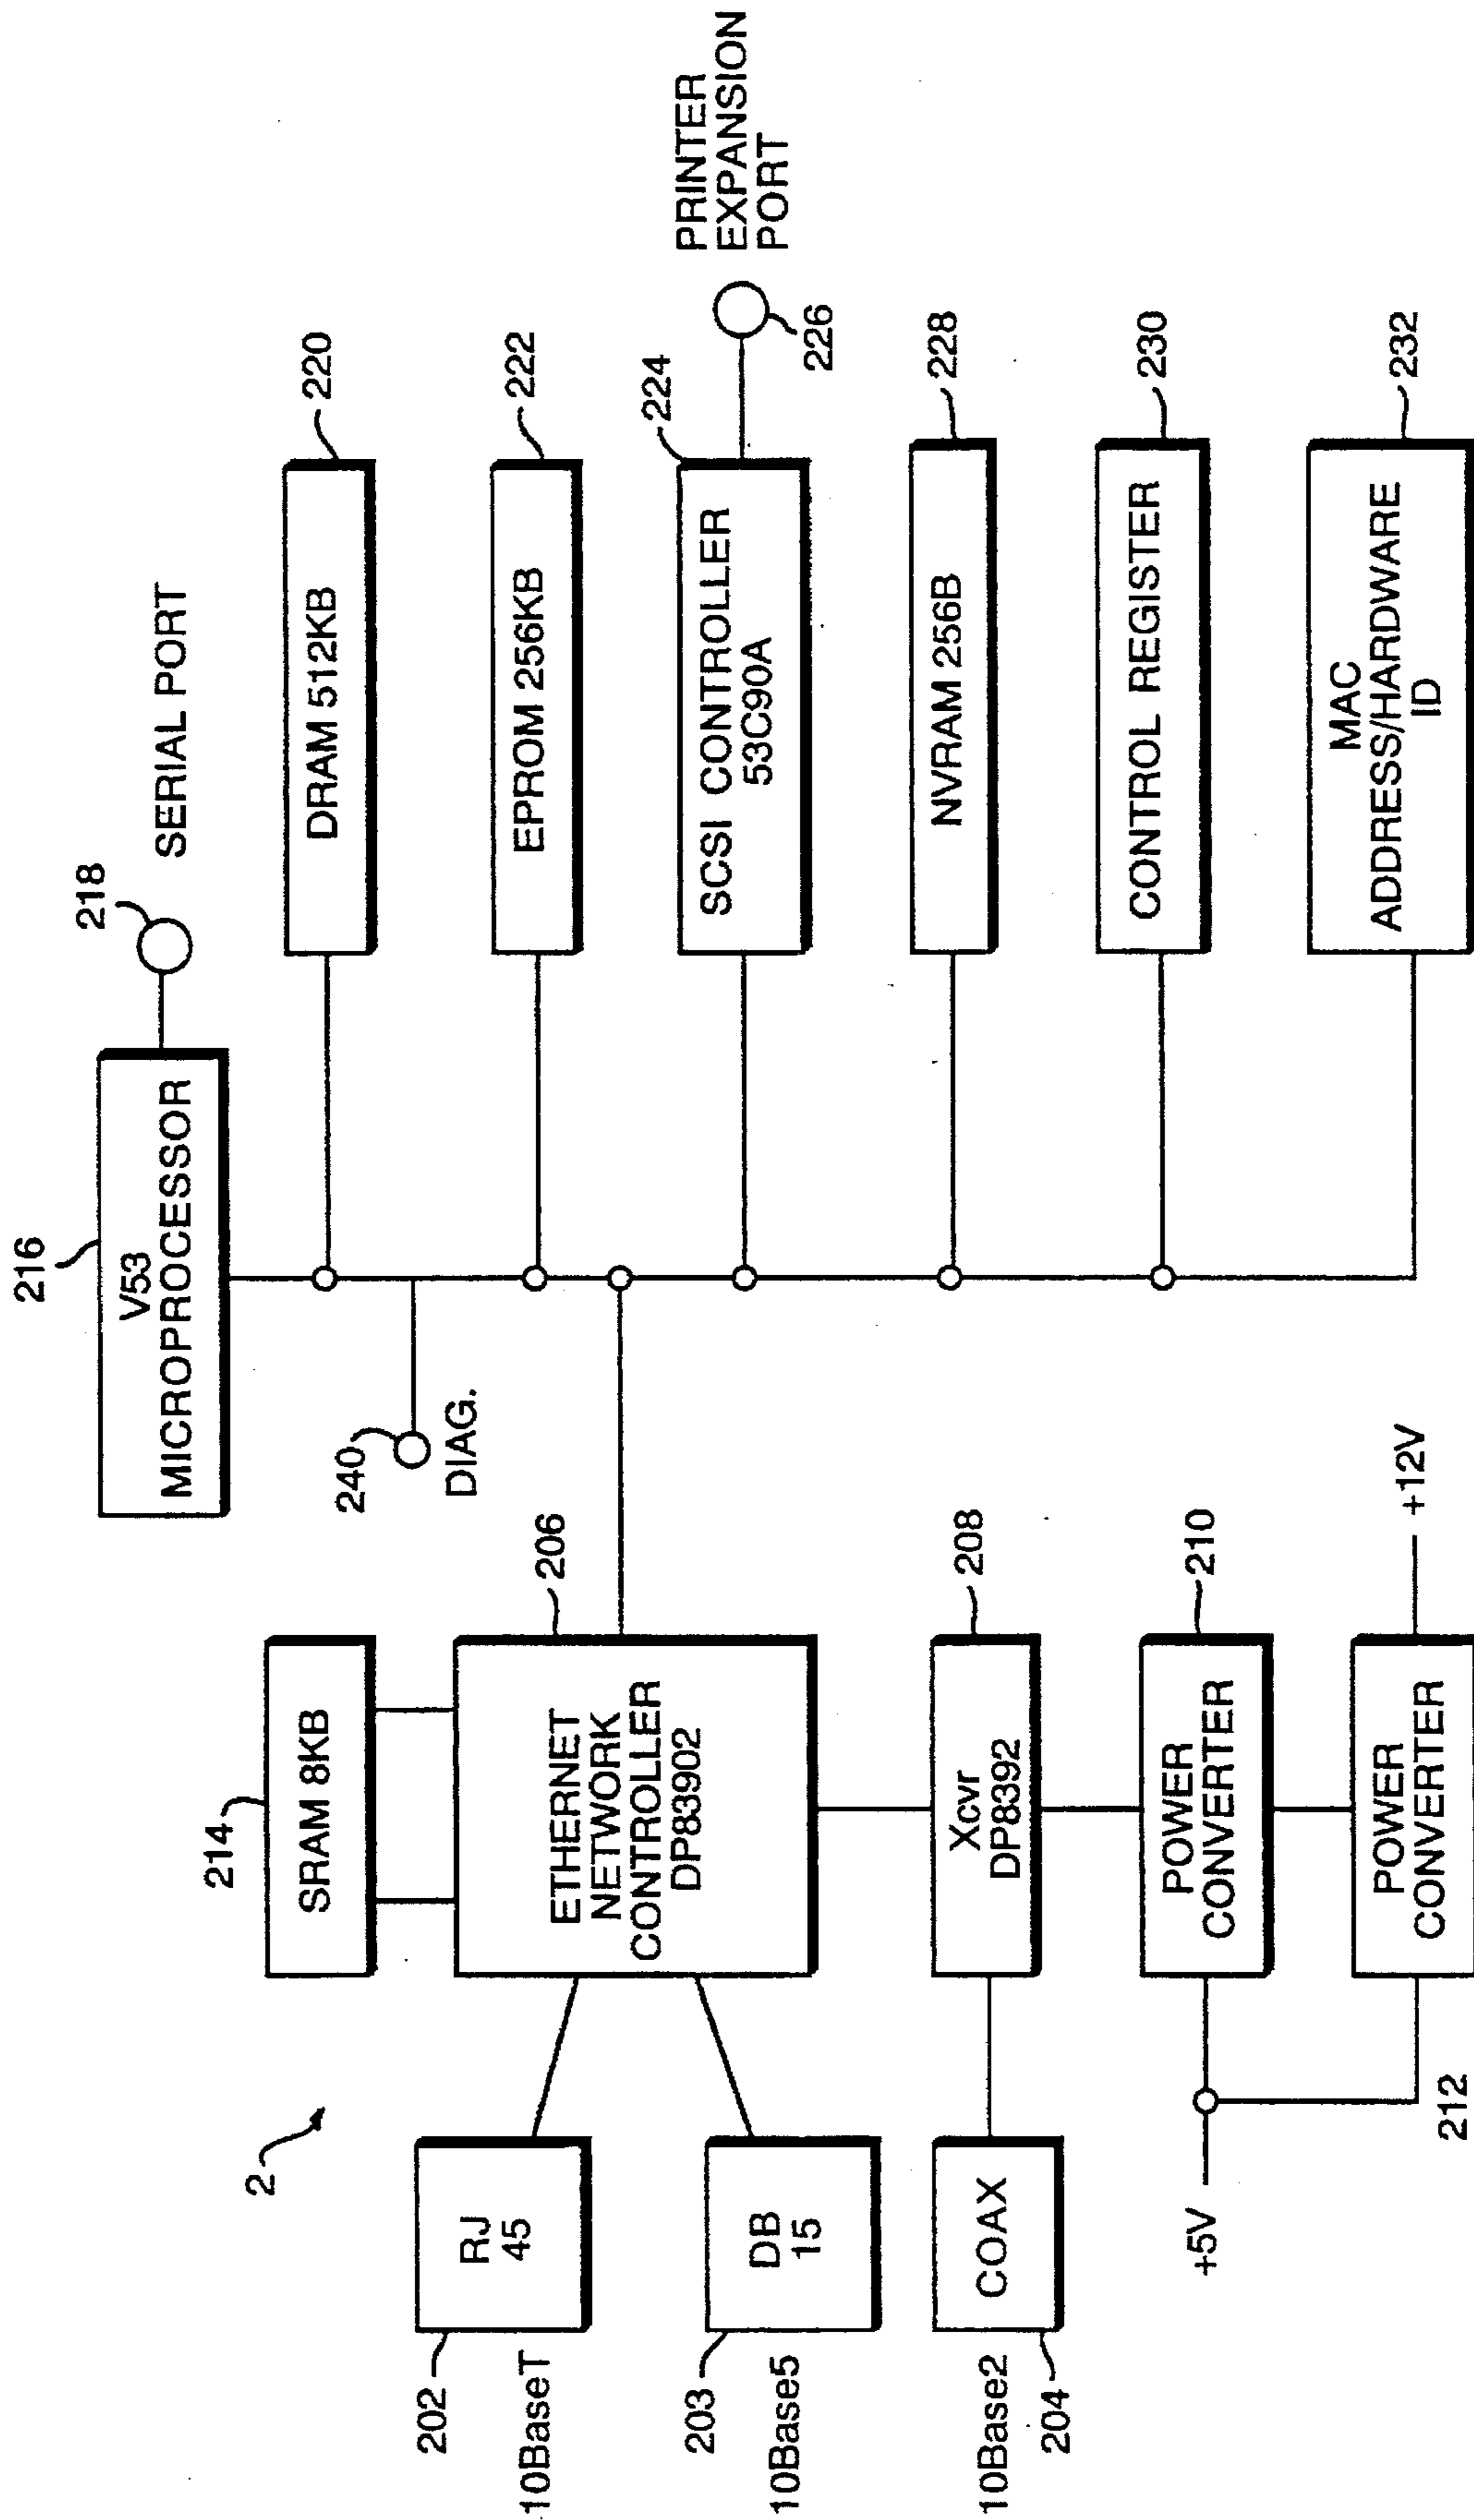 2
202
10BaseT
RJ
45
203
10Base5
DB
15
10Base2
204
COAX
214
SRAM 8KB
206
ETHERNET
NETWORK
CONTROLLER
DP83902
208
Xcvr
DP8392
210
POWER
CONVERTER
POWER
CONVERTER
+12V
+5V
212
216
V53
MICROPROCESSOR
218
SERIAL PORT
240
DIAG.
220
DRAM 512KB
222
EPROM 256KB
224
SCSI CONTROLLER
53C90A
PRINTER
EXPANSION
PORT
226
228
NVRAM 256B
230
CONTROL REGISTER
232
MAC
ADDRESS/HARDWARE
ID